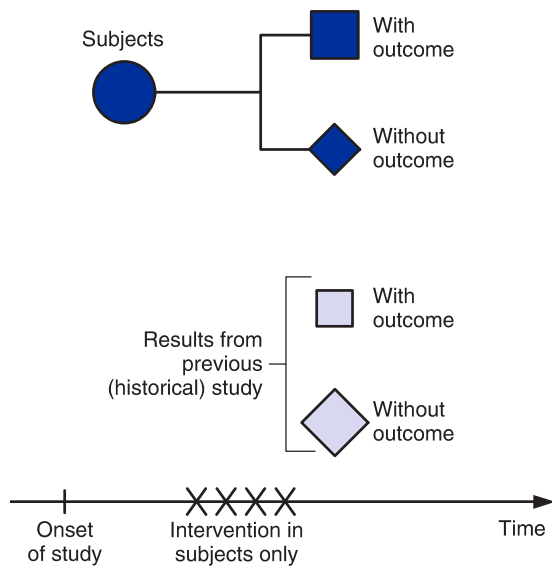 Subjects
With
outcome
Without
outcome
Results from
previous
(historical) study
With
outcome
Without
outcome
Onset
of study
Intervention in
subjects only
Time